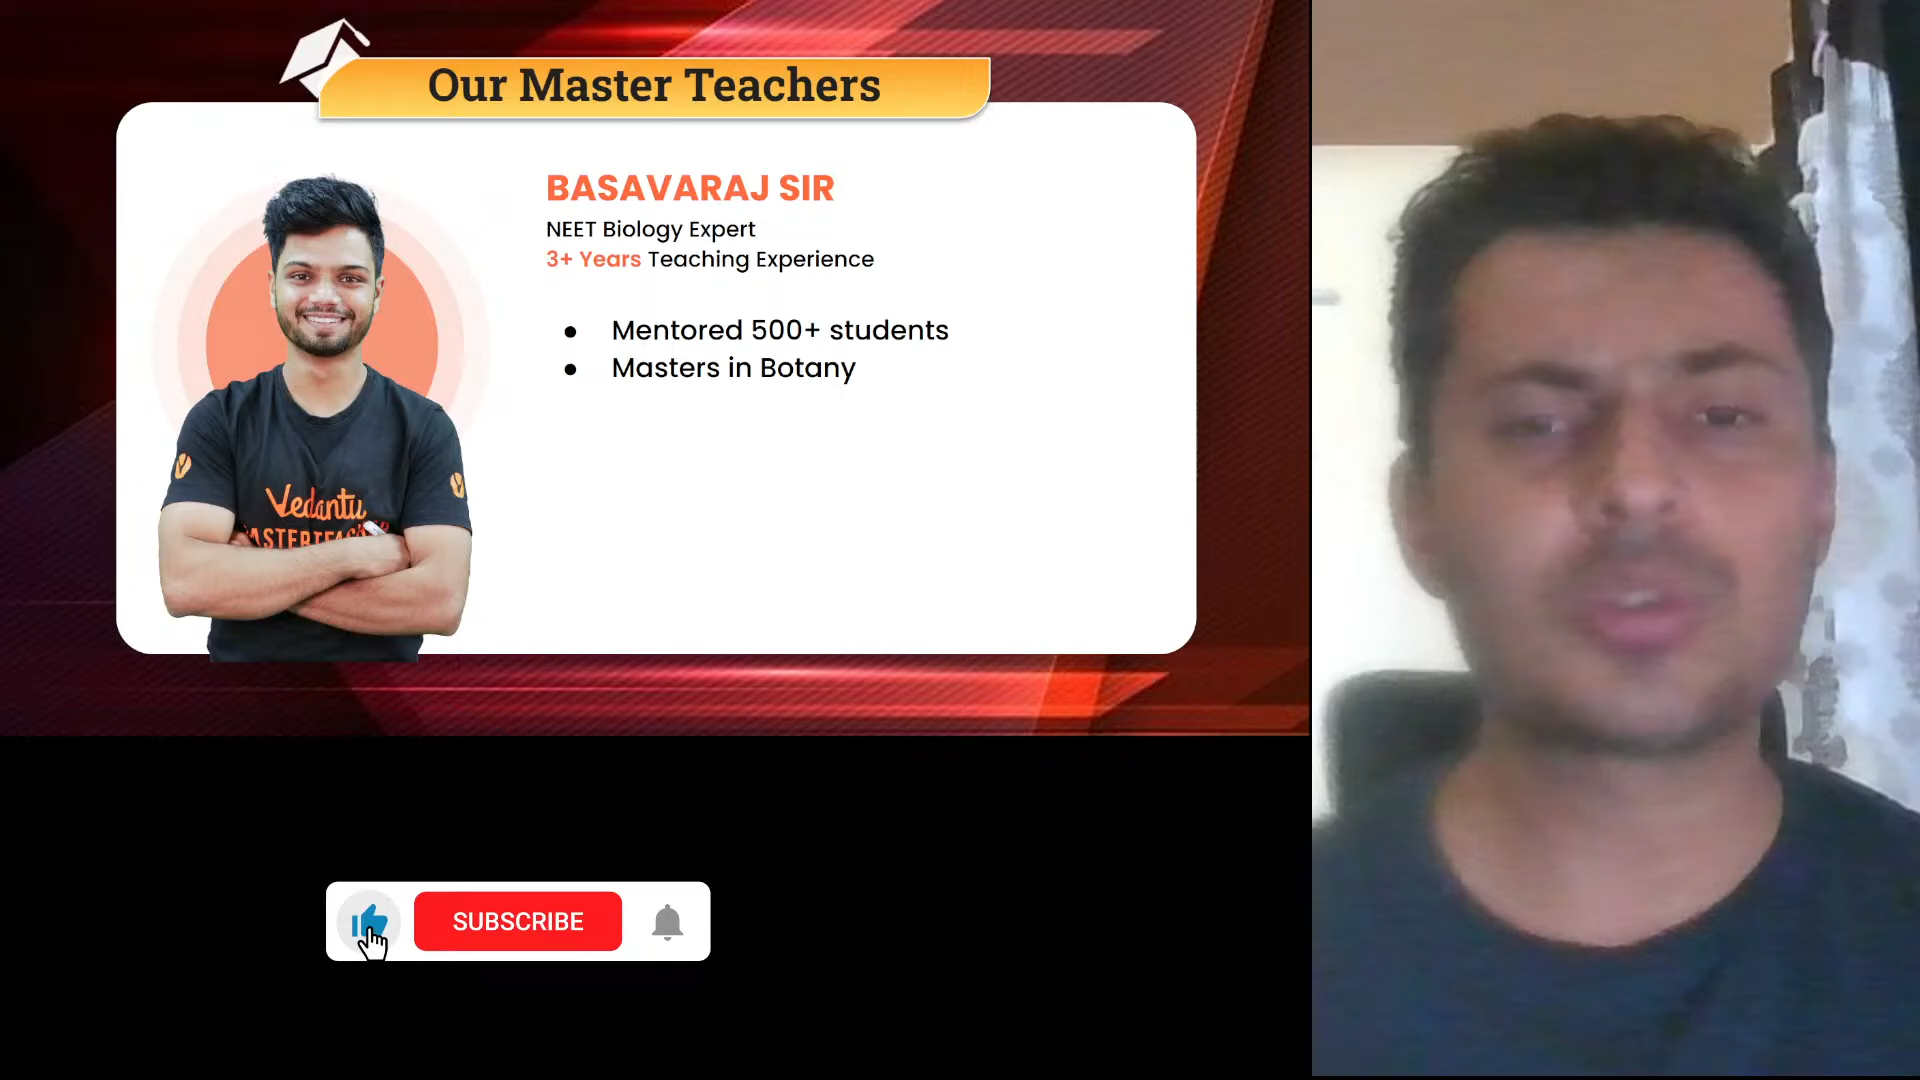 Our Master Teachers
BASAVARAJ SIR
NEET Biology Expert
3+ Years Teaching Experience
● Mentored 500+ students
● Masters in Botany
Vedantu
SUBSCRIBE